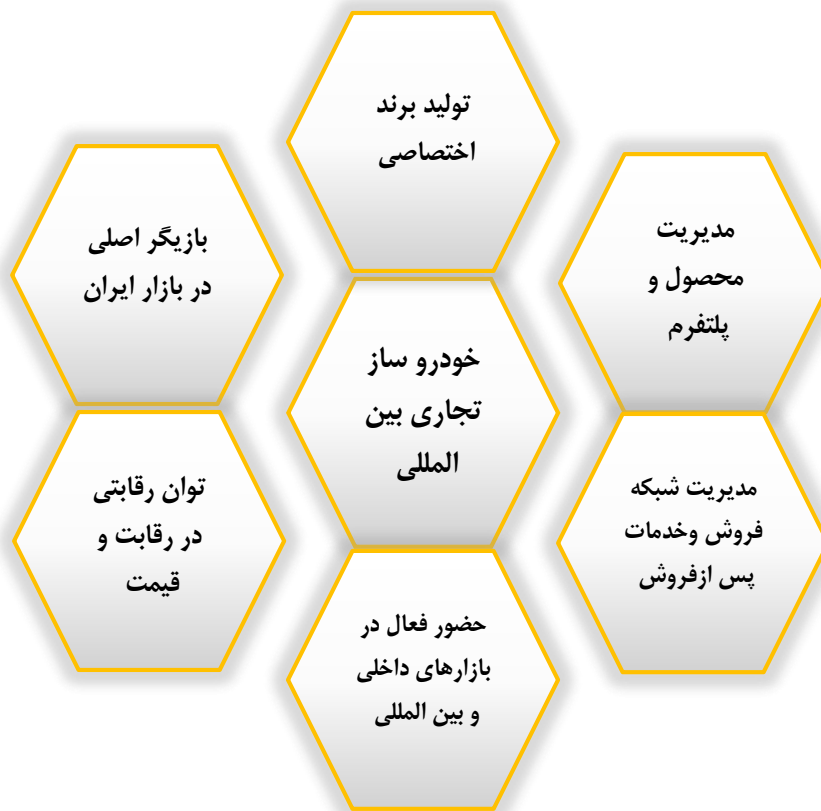 تولید برند
اختصاصی
مدیریت
محصول و
پلتفرم
بازیگر اصلی
در بازار ایران
خودرو ساز
تجاری بین
المللی
مدیریت شبکه
فروش وخدمات
پس ازفروش
توان رقابتی
در رقابت و
قیمت
حضور فعال در
بازارهای داخلی
و بین المللی